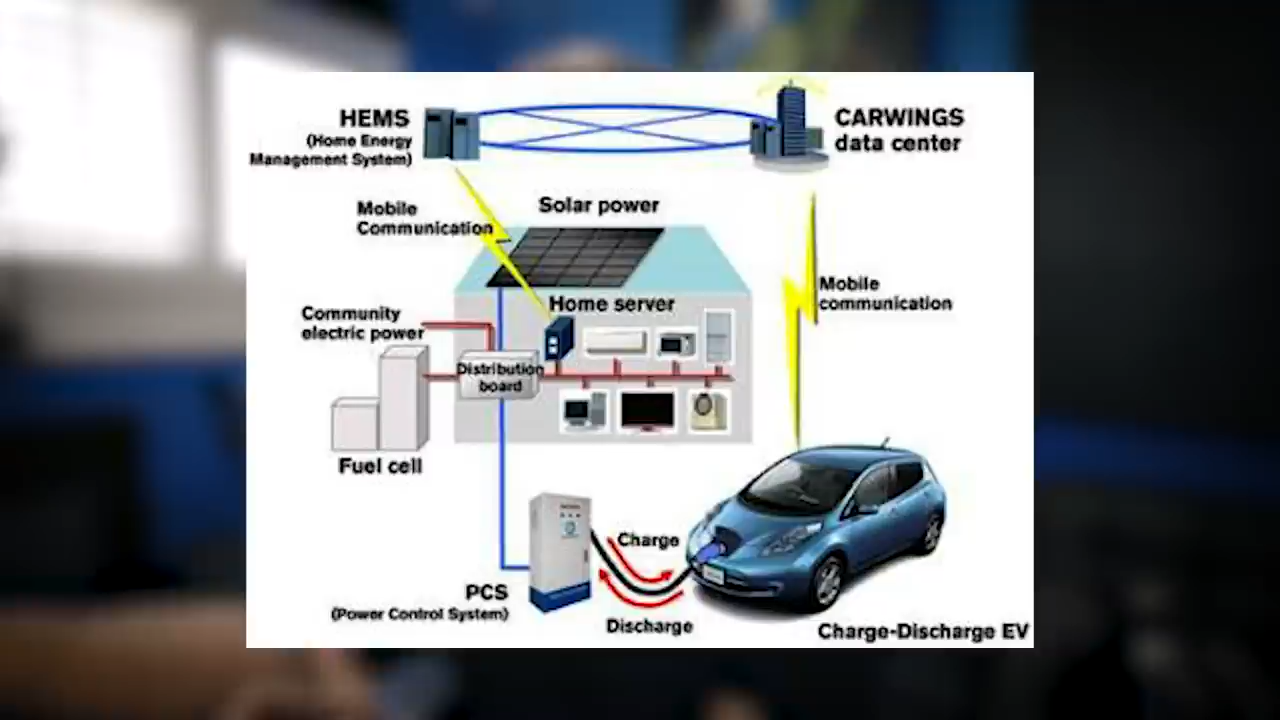 HEMS
(Home Energy
Management System)
CARWINGS
data center
Mobile
Communication
Solar power
Mobile
communication
Home server
Community
electric power
Distribution
board
Fuel cell
Charge
PCS
(Power Control System)
Discharge
Charge-Discharge EV